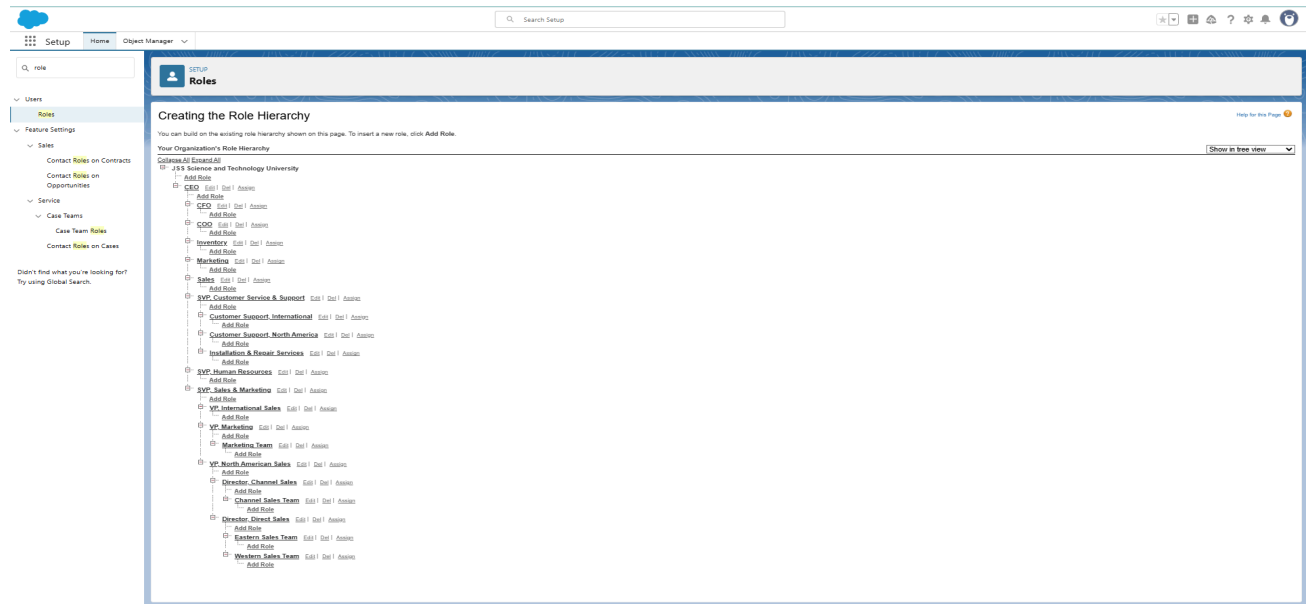 Search Setup
Setup Home Object Manager
role
Users
Roles
Feature Settings
Sales
Contact Roles on Contracts
Contact Roles on
Opportunities
Service
Case Teams
Case Team Roles
Contact Roles on Cases
Didn't find what you're looking for?
Try using Global Search.
SETUP
Roles
Creating the Role Hierarchy
Help for this Page
You can build on the existing role hierarchy shown on this page. To insert a new role, click Add Role.
Your Organization's Role Hierarchy
Show in tree view
Collapse All Expand All
JSS Science and Technology University
Add Role
CEO Edit | Del | Assign
Add Role
CFO Edit | Del | Assign
Add Role
COO Edit | Del | Assign
Add Role
Inventory Edit | Del | Assign
Add Role
Marketing Edit | Del | Assign
Add Role
Sales Edit | Del | Assign
Add Role
SVP, Customer Service & Support Edit | Del | Assign
Add Role
Customer Support, International Edit | Del | Assign
Add Role
Customer Support, North America Edit | Del | Assign
Add Role
Installation & Repair Services Edit | Del | Assign
Add Role
SVP, Human Resources Edit | Del | Assign
Add Role
SVP, Sales & Marketing Edit | Del | Assign
Add Role
VP, International Sales Edit | Del | Assign
Add Role
VP, Marketing Edit | Del | Assign
Add Role
Marketing Team Edit | Del | Assign
Add Role
VP, North American Sales Edit | Del | Assign
Add Role
Director, Channel Sales Edit | Del | Assign
Add Role
Channel Sales Team Edit | Del | Assign
Add Role
Director, Direct Sales Edit | Del | Assign
Add Role
Eastern Sales Team Edit | Del | Assign
Add Role
Western Sales Team Edit | Del | Assign
Add Role